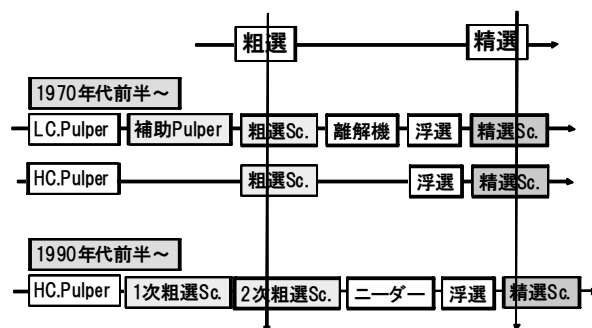 粗選 精選
1970年代前半~
LC.Pulper 補助Pulper 粗選Sc. 離解機 浮選 精選Sc.
HC.Pulper 粗選Sc. 浮選 精選Sc.
1990年代前半~
HC.Pulper 1次粗選Sc. 2次粗選Sc. ニーダー 浮選 精選Sc.